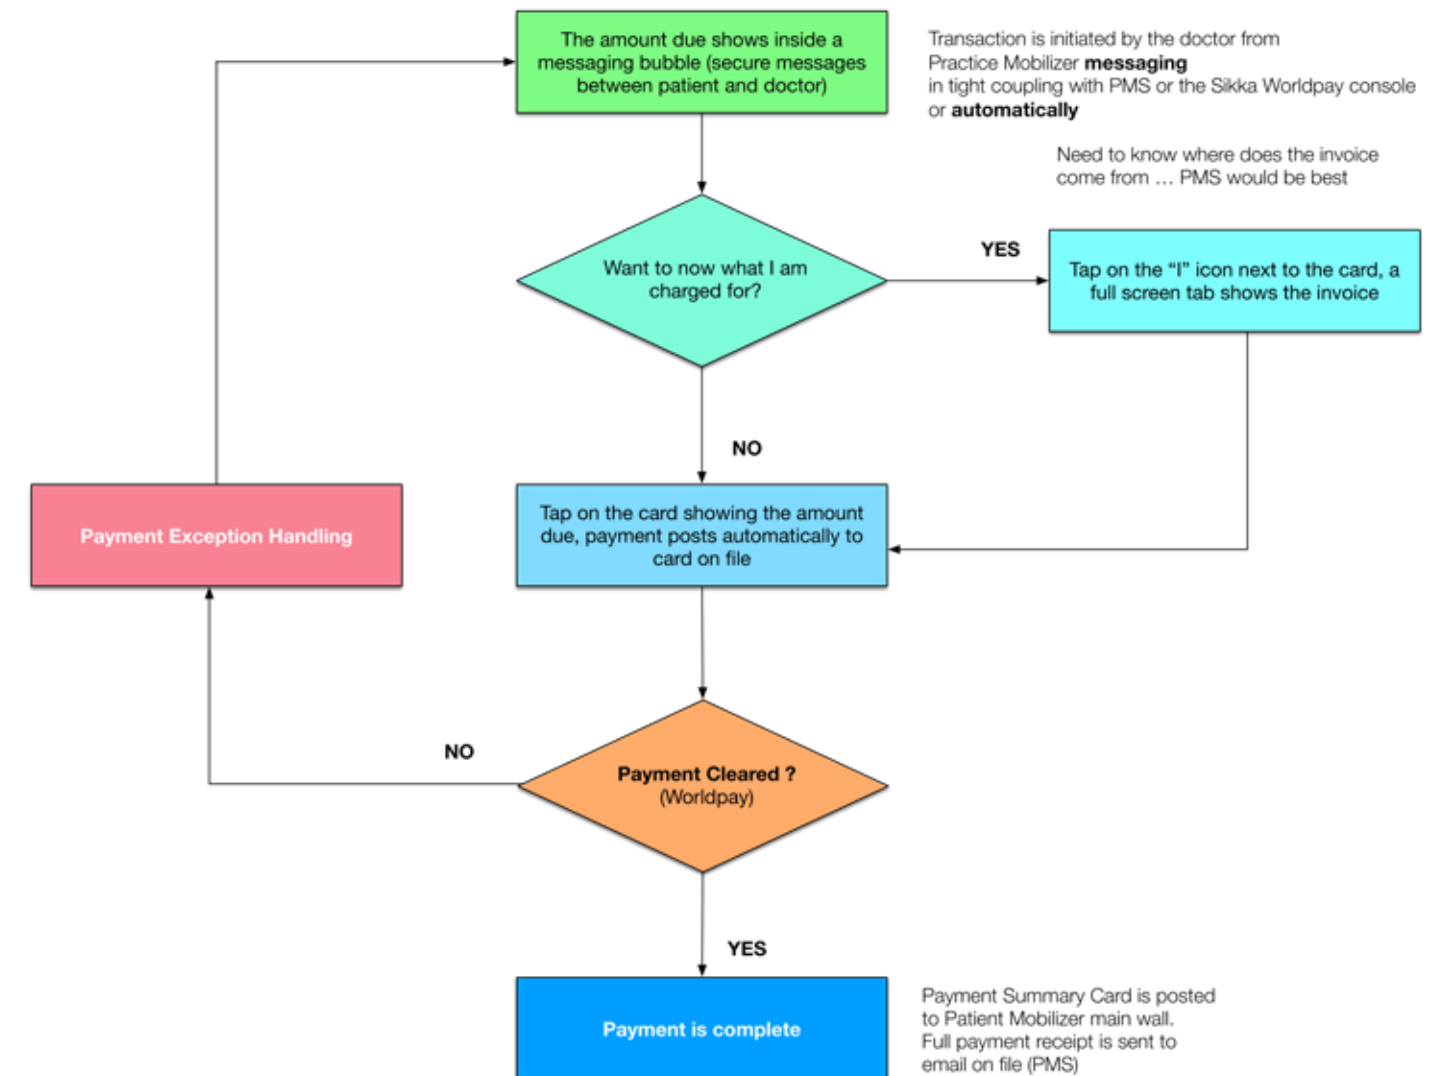 The amount due shows inside a
messaging bubble (secure messages
between patient and doctor)
Transaction is initiated by the doctor from
Practice Mobilizer messaging
in tight coupling with PMS or the Sikka Worldpay console
or automatically
Need to know where does the invoice
come from ... PMS would be best
Want to now what I am
charged for?
YES
Tap on the “I” icon next to the card, a
full screen tab shows the invoice
NO
Payment Exception Handling
Tap on the card showing the amount
due, payment posts automatically to
card on file
NO
Payment Cleared ?
(Worldpay)
YES
Payment is complete
Payment Summary Card is posted
to Patient Mobilizer main wall.
Full payment receipt is sent to
email on file (PMS)